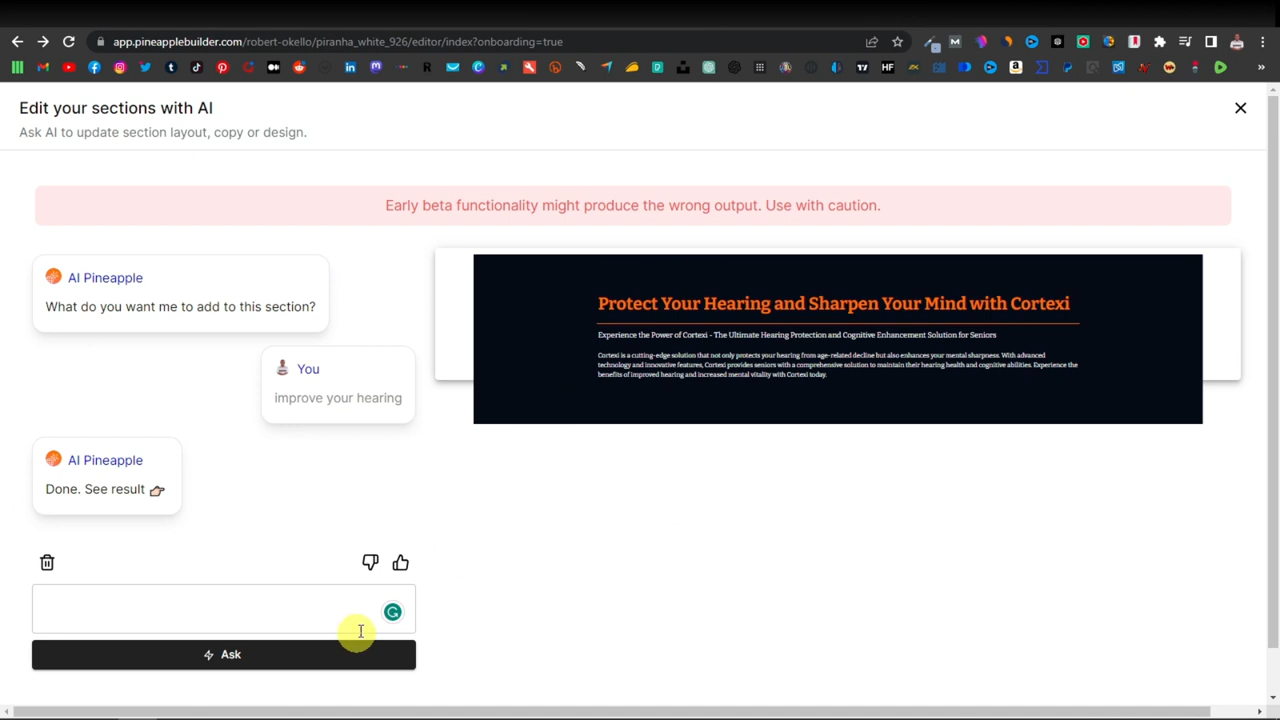 app.pineapplebuilder.com/robert-okello/piranha_white_926/editor/index?onboarding=true
Edit your sections with AI
Ask AI to update section layout, copy or design.
Early beta functionality might produce the wrong output. Use with caution.
AI Pineapple
What do you want me to add to this section?
You
improve your hearing
AI Pineapple
Done. See result
Ask
Protect Your Hearing and Sharpen Your Mind with Cortexi
Experience the Power of Cortexi - The Ultimate Hearing Protection and Cognitive Enhancement Solution for Seniors
Cortexi is a cutting-edge solution that not only protects your hearing from age-related decline but also enhances your mental sharpness. With advanced
technology and innovative features, Cortexi provides seniors with a comprehensive solution to maintain their hearing health and cognitive abilities. Experience the
benefits of improved hearing and increased mental vitality with Cortexi today.